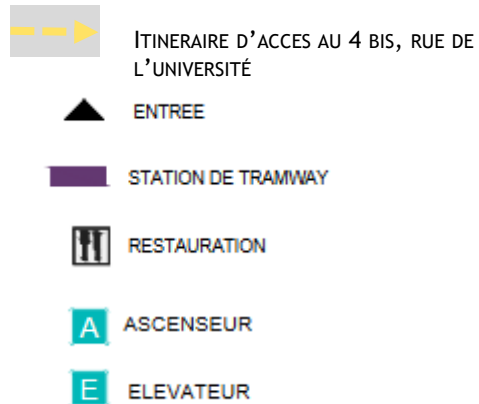 ITINERAIRE D'ACCES AU 4 BIS, RUE DE
L'UNIVERSITÉ
ENTREE
STATION DE TRAMWAY
RESTAURATION
A ASCENSEUR
E ELEVATEUR